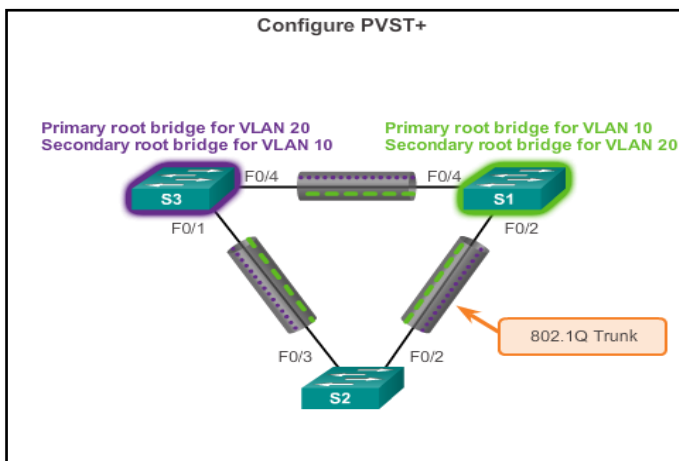 Configure PVST+
Primary root bridge for VLAN 20
Secondary root bridge for VLAN 10
Primary root bridge for VLAN 10
Secondary root bridge for VLAN 20
F0/4
F0/4
S3
S1
F0/1
F0/2
802.1Q Trunk
F0/3
F0/2
S2